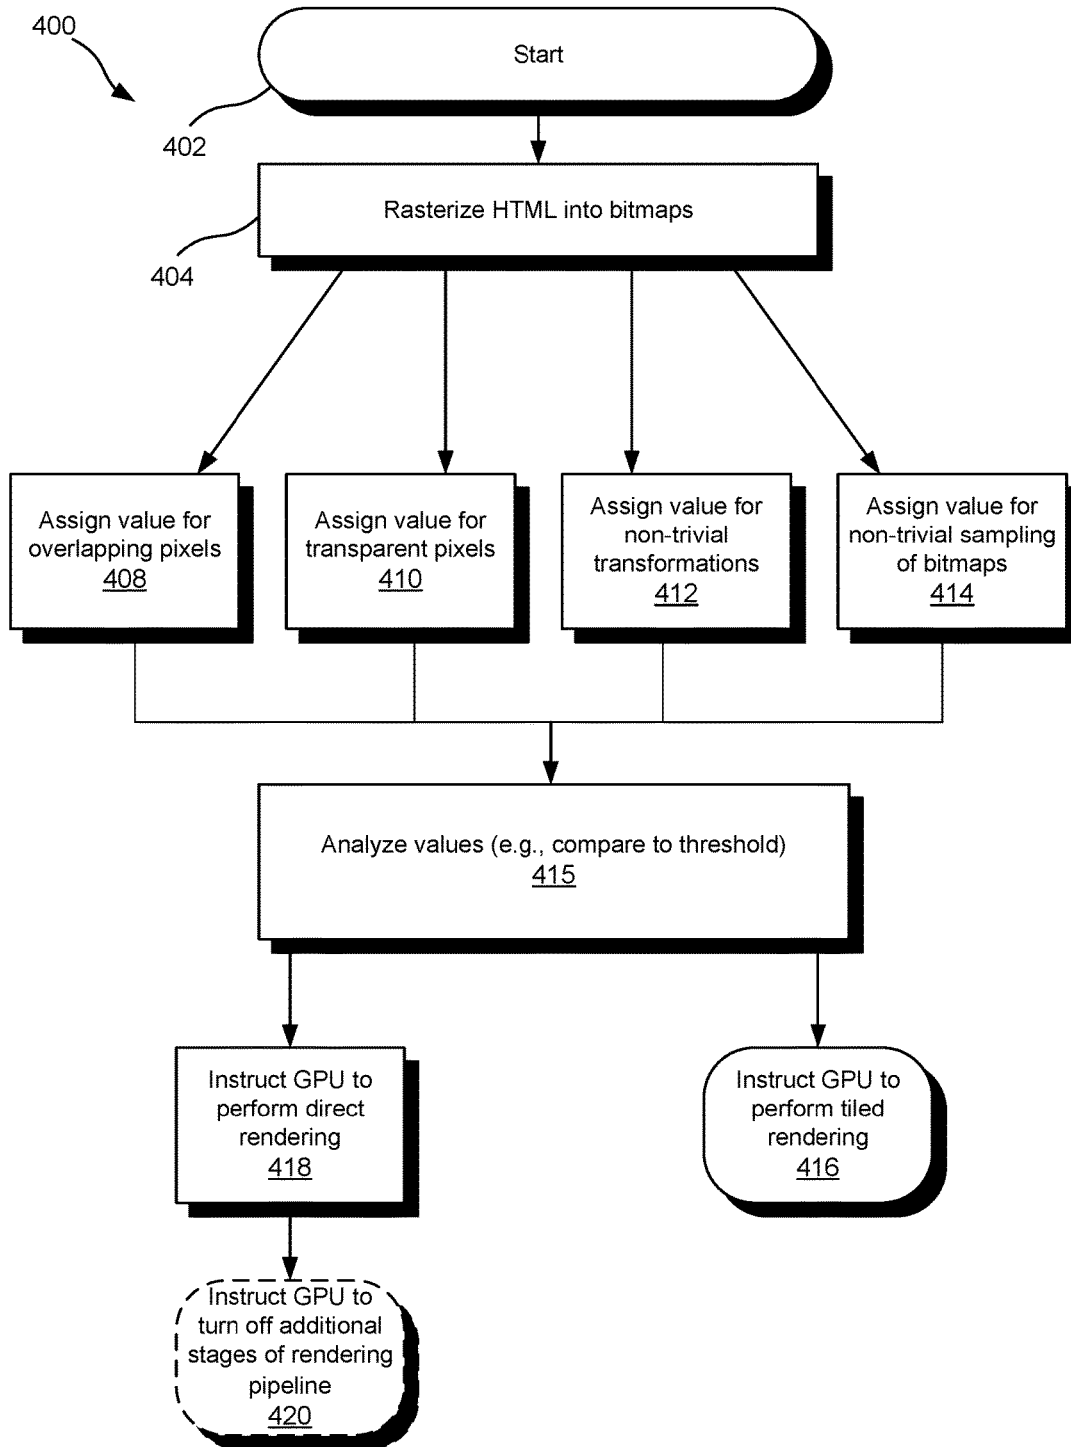 400
Start
402
Rasterize HTML into bitmaps
404
Assign value for
overlapping pixels
408
Assign value for
transparent pixels
410
Assign value for
non-trivial
transformations
412
Assign value for
non-trivial sampling
of bitmaps
414
Analyze values (e.g., compare to threshold)
415
Instruct GPU to
perform direct
rendering
418
Instruct GPU to
perform tiled
rendering
416
Instruct GPU to
turn off additional
stages of rendering
pipeline
420